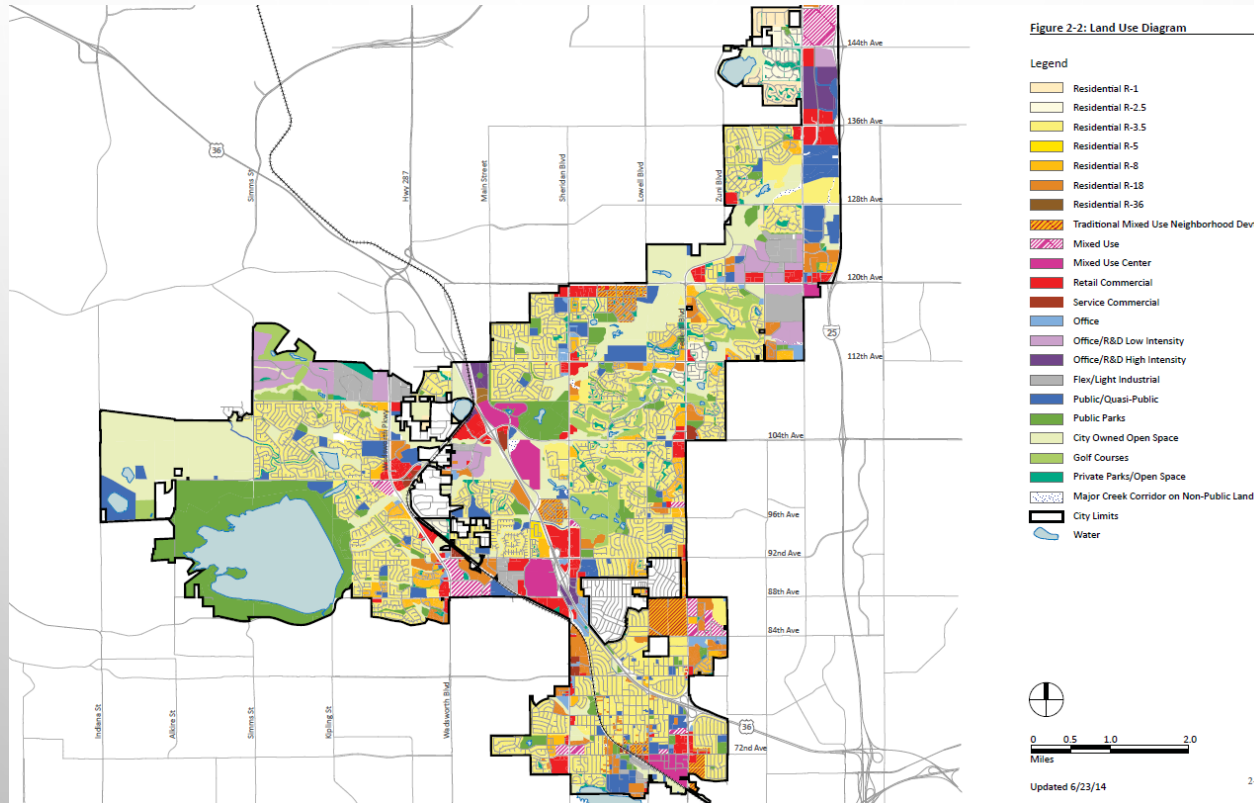 Figure 2-2: Land Use Diagram
Legend
Residential R-1
Residential R-2.5
Residential R-3.5
Residential R-5
Residential R-8
Residential R-18
Residential R-36
Traditional Mixed Use Neighborhood Dev
Mixed Use
Mixed Use Center
Retail Commercial
Service Commercial
Office
Office/R&D Low Intensity
Office/R&D High Intensity
Flex/Light Industrial
Public/Quasi-Public
Public Parks
City Owned Open Space
Golf Courses
Private Parks/Open Space
Major Creek Corridor on Non-Public Land
City Limits
Water
144th Ave
136th Ave
128th Ave
120th Ave
112th Ave
104th Ave
96th Ave
92nd Ave
88th Ave
84th Ave
72nd Ave
36
Simms St
Hwy 287
Main Street
Sheridan Blvd
Lowell Blvd
Zuni Blvd
25
36
Indiana St
Alkire St
Simms St
Kipling St
Wadsworth Blvd
0 0.5 1.0 2.0
Miles
Updated 6/23/14
2